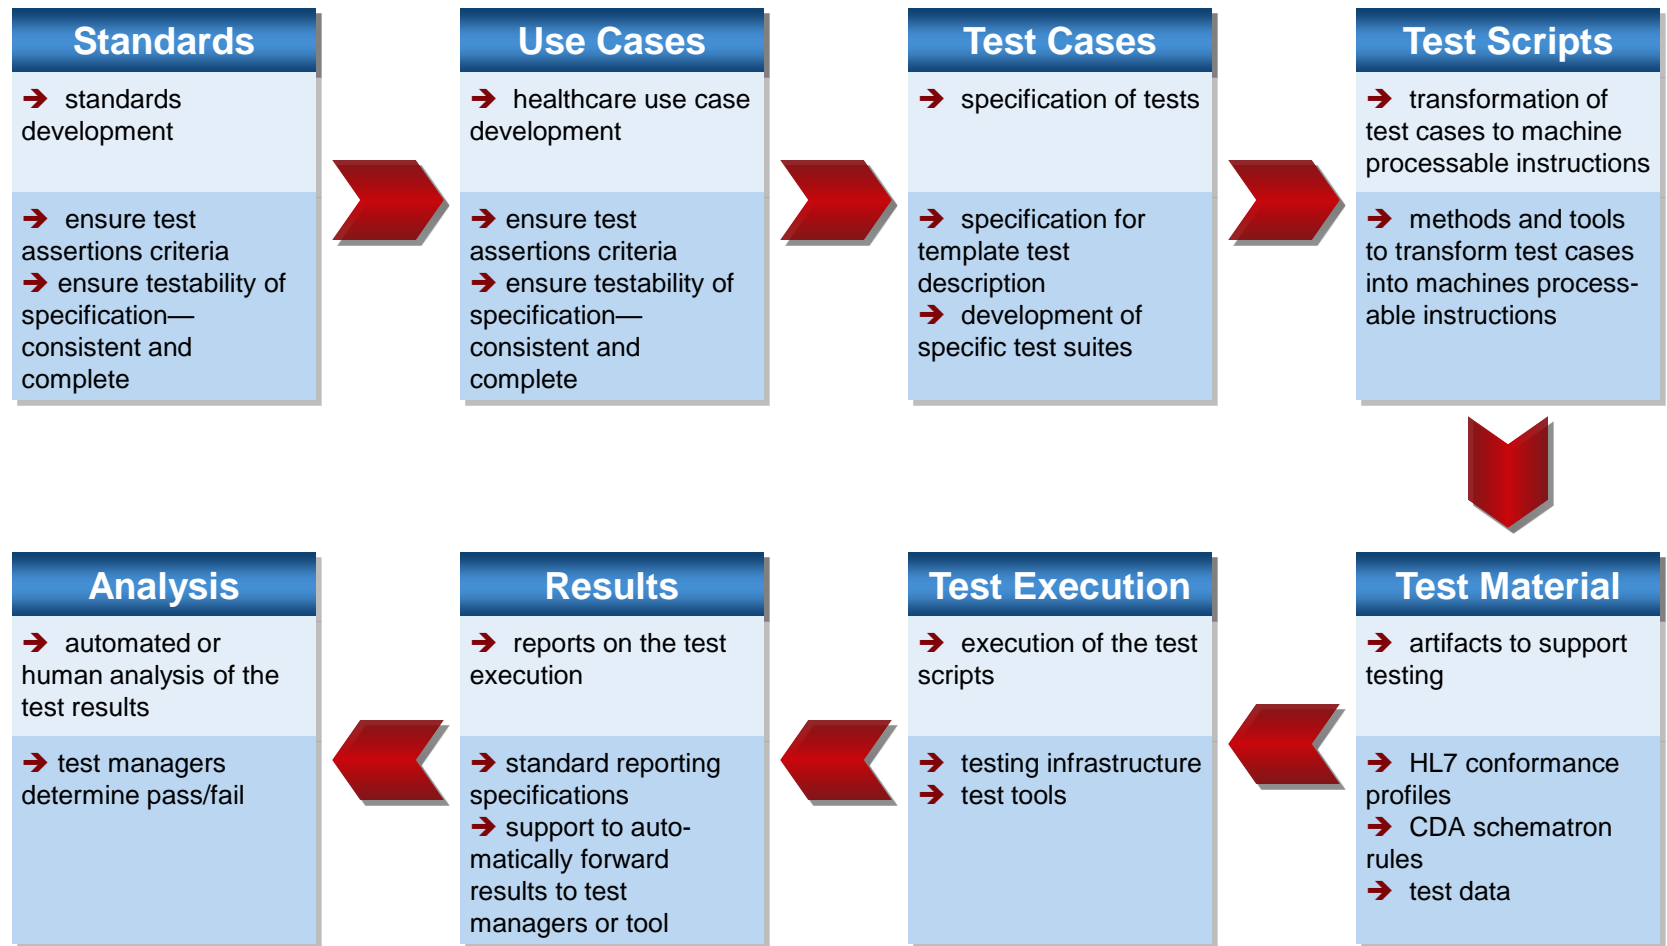 Standards
➔ standards
development
➔ ensure test
assertions criteria
➔ ensure testability of
specification—
consistent and
complete
Use Cases
➔ healthcare use case
development
➔ ensure test
assertions criteria
➔ ensure testability of
specification—
consistent and
complete
Test Cases
➔ specification of tests
➔ specification for
template test
description
➔ development of
specific test suites
Test Scripts
➔ transformation of
test cases to machine
processable instructions
➔ methods and tools
to transform test cases
into machines process-
able instructions
Test Material
➔ artifacts to support
testing
➔ HL7 conformance
profiles
➔ CDA schematron
rules
➔ test data
Test Execution
➔ execution of the test
scripts
➔ testing infrastructure
➔ test tools
Results
➔ reports on the test
execution
➔ standard reporting
specifications
➔ support to auto-
matically forward
results to test
managers or tool
Analysis
➔ automated or
human analysis of the
test results
➔ test managers
determine pass/fail